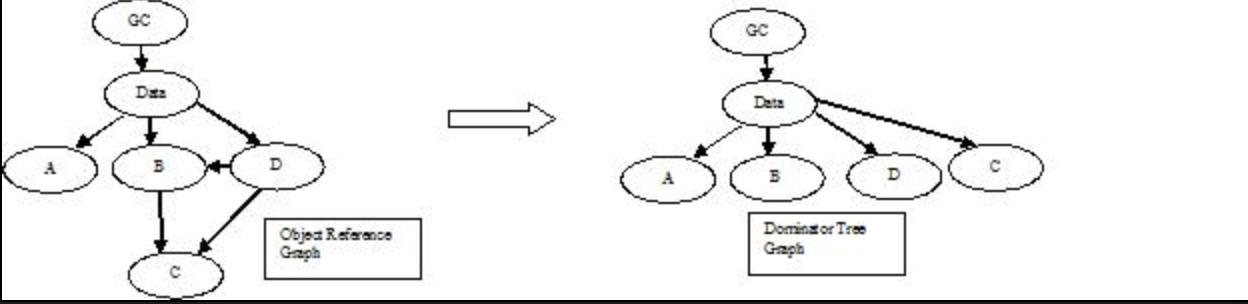 GC
Data
A
B
D
C
Object Reference
Graph
GC
Data
A
B
D
C
Dominator Tree
Graph